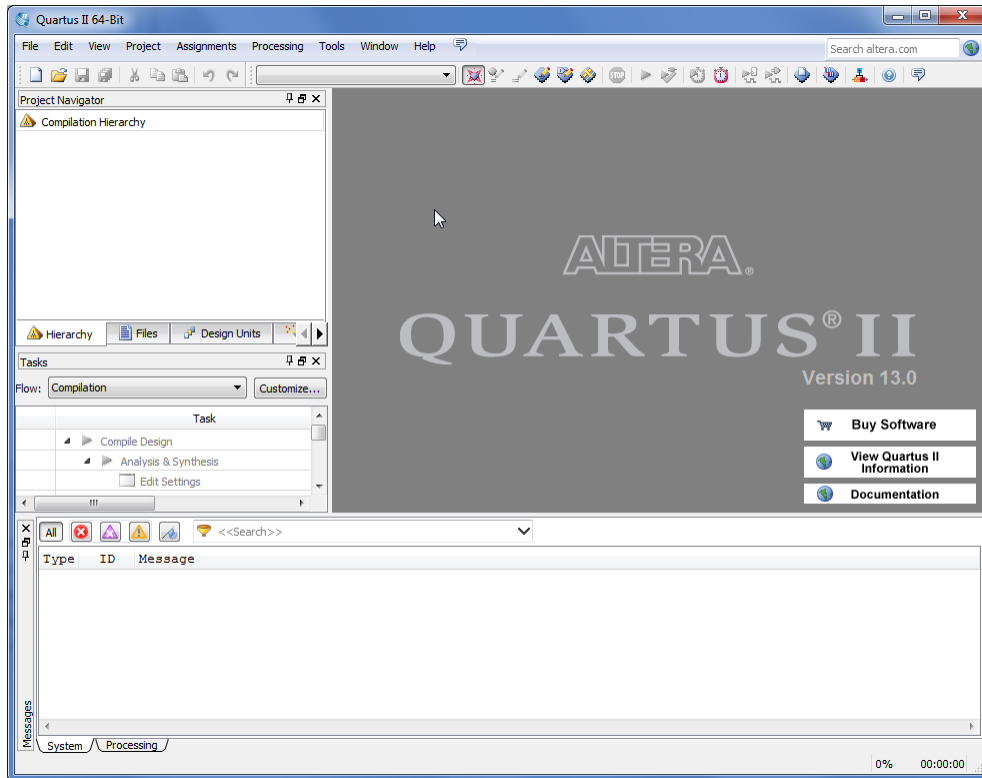 Quartus II 64-Bit
File Edit View Project Assignments Processing Tools Window Help
Search altera.com
STOP
Project Navigator
Compilation Hierarchy
Hierarchy Files Design Units
Tasks
Flow: Compilation Customize...
Task
Compile Design
Analysis & Synthesis
Edit Settings
ALTERA®
QUARTUS® II
Version 13.0
Buy Software
View Quartus II
Information
Documentation
All <<Search>>
Type ID Message
Messages
System Processing
0% 00:00:00